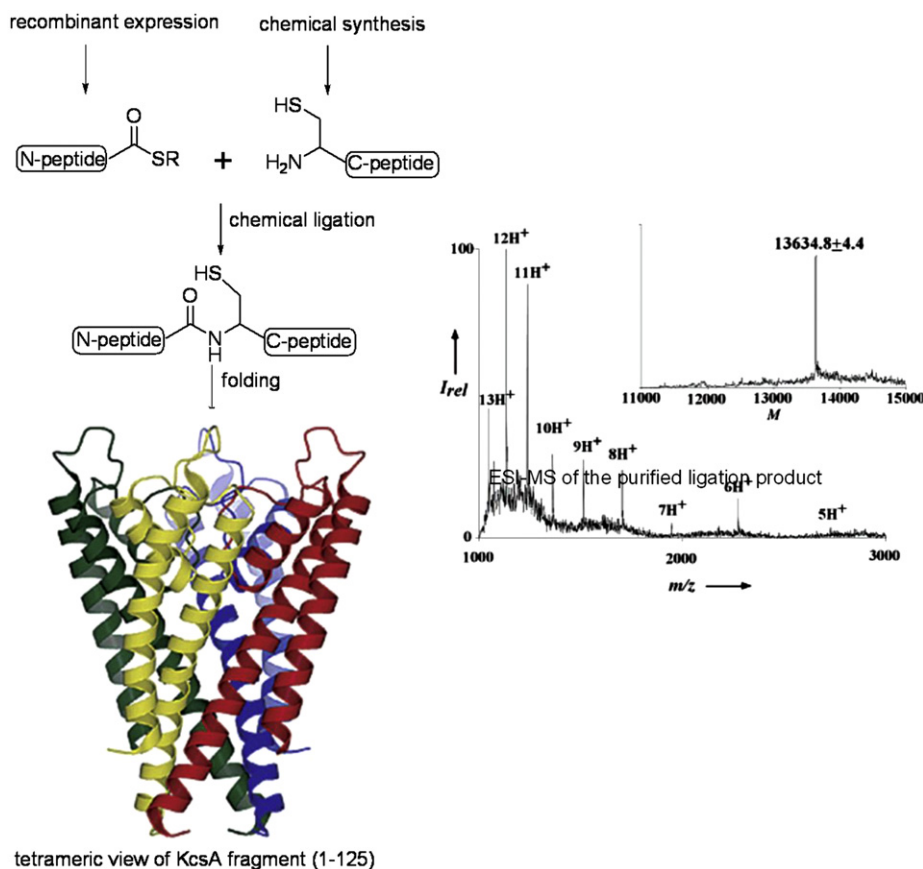 recombinant expression
chemical synthesis
HS
O
N-peptide
SR
+
H₂N
C-peptide
chemical ligation
HS
O
N-peptide
N
H
C-peptide
folding
tetrameric view of KcsA fragment (1-125)
100
12H⁺
11H⁺
13H⁺
10H⁺
9H⁺
8H⁺
7H⁺
6H⁺
5H⁺
Irel
0
1000
2000
3000
m/z
ESI-MS of the purified ligation product
13634.8±4.4
11000
12000
13000
14000
15000
M